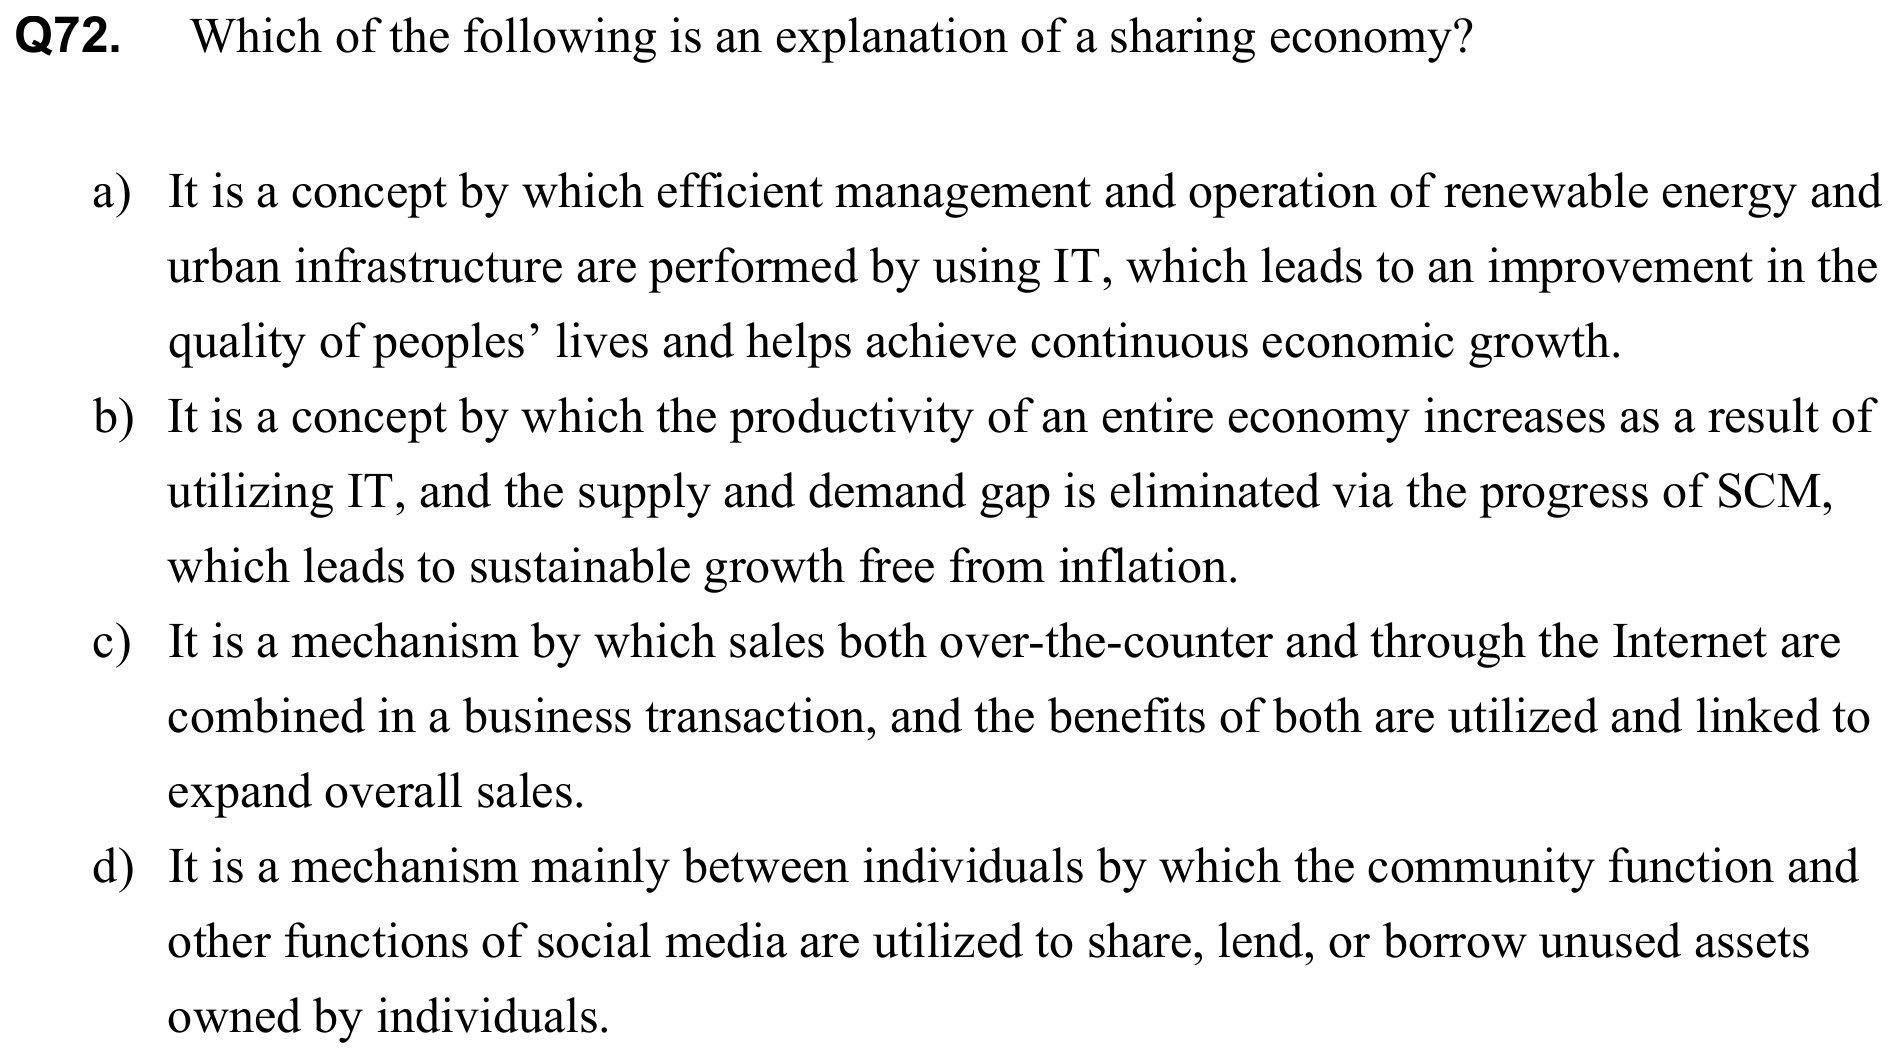 Q72. Which of the following is an explanation of a sharing economy?
a) It is a concept by which efficient management and operation of renewable energy and
urban infrastructure are performed by using IT, which leads to an improvement in the
quality of peoples’ lives and helps achieve continuous economic growth.
b) It is a concept by which the productivity of an entire economy increases as a result of
utilizing IT, and the supply and demand gap is eliminated via the progress of SCM,
which leads to sustainable growth free from inflation.
c) It is a mechanism by which sales both over-the-counter and through the Internet are
combined in a business transaction, and the benefits of both are utilized and linked to
expand overall sales.
d) It is a mechanism mainly between individuals by which the community function and
other functions of social media are utilized to share, lend, or borrow unused assets
owned by individuals.